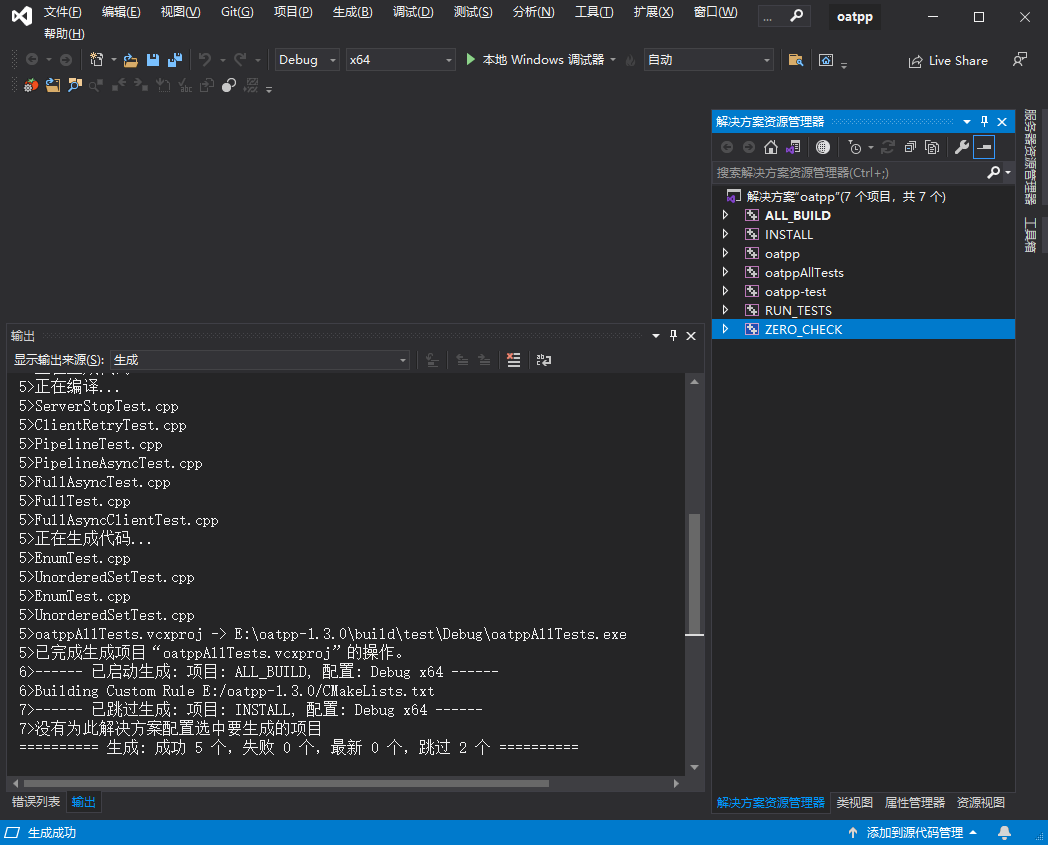 文件(F) 编辑(E) 视图(V) Git(G) 项目(P) 生成(B) 调试(D) 测试(S) 分析(N) 工具(T) 扩展(X) 窗口(W) ... oatpp
帮助(H)
Debug x64 本地 Windows 调试器 自动 Live Share
解决方案资源管理器
搜索解决方案资源管理器(Ctrl+;)
解决方案"oatpp"(7 个项目，共 7 个)
ALL_BUILD
INSTALL
oatpp
oatppAllTests
oatpp-test
RUN_TESTS
ZERO_CHECK
服务器资源管理器
工具箱
输出
显示输出来源(S): 生成
5>正在编译...
5>ServerStopTest.cpp
5>ClientRetryTest.cpp
5>PipelineTest.cpp
5>PipelineAsyncTest.cpp
5>FullAsyncTest.cpp
5>FullTest.cpp
5>FullAsyncClientTest.cpp
5>正在生成代码...
5>EnumTest.cpp
5>UnorderedSetTest.cpp
5>EnumTest.cpp
5>UnorderedSetTest.cpp
5>oatppAllTests.vcxproj -> E:\oatpp-1.3.0\build\test\Debug\oatppAllTests.exe
5>已完成生成项目“oatppAllTests.vcxproj”的操作。
6>------ 已启动生成: 项目: ALL_BUILD, 配置: Debug x64 ------
6>Building Custom Rule E:/oatpp-1.3.0/CMakeLists.txt
7>------ 已跳过生成: 项目: INSTALL, 配置: Debug x64 ------
7>没有为此解决方案配置选中要生成的项目
========== 生成: 成功 5 个，失败 0 个，最新 0 个，跳过 2 个 ==========
错误列表 输出
解决方案资源管理器 类视图 属性管理器 资源视图
生成成功 添加到源代码管理